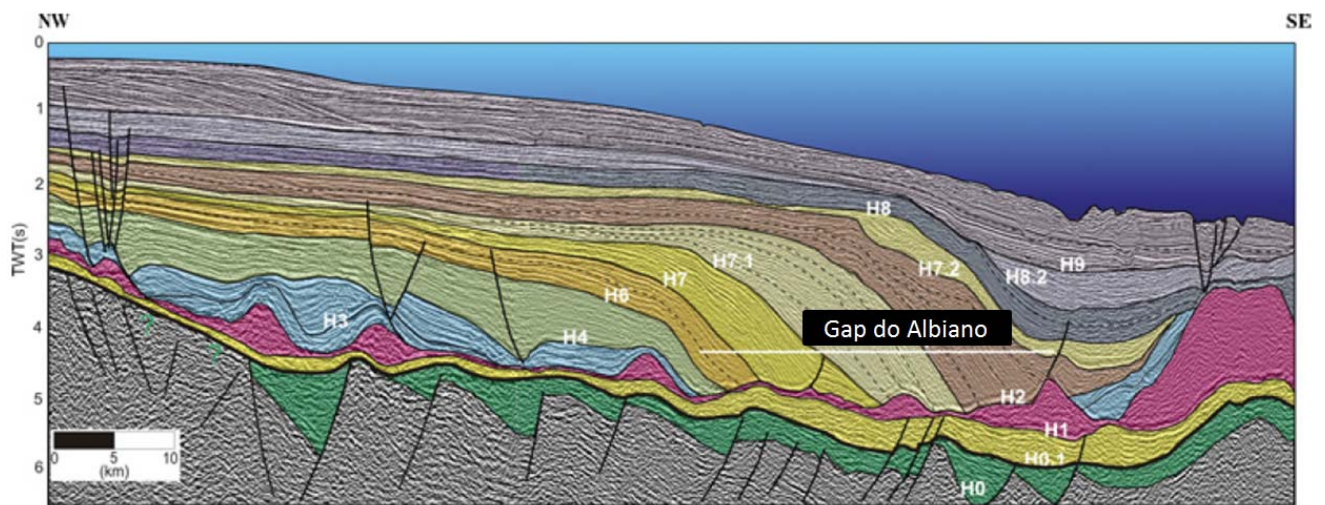 NW
SE
0
1
2
3
4
5
6
TWT(s)
H8
H9
H7.1
H7.2
H8.2
H7
H6
Gap do Albiano
H3
H4
?
?
H2
H1
H0.1
H0
0 5 10
(km)